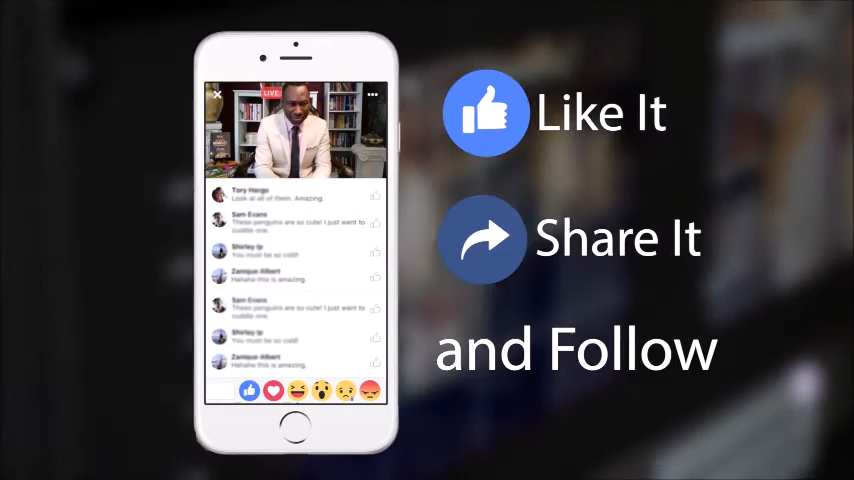 LIVE
Tory Hargo
Look at all of them. Amazing.
Sam Evans
These penguins are so cute! I just want to
cuddle one.
Shirley Ip
You must be so cold!
Zanique Albert
Hahaha this is amazing.
Sam Evans
These penguins are so cute! I just want to
cuddle one.
Shirley Ip
You must be so cold!
Zanique Albert
Hahaha this is amazing.
Like It
Share It
and Follow